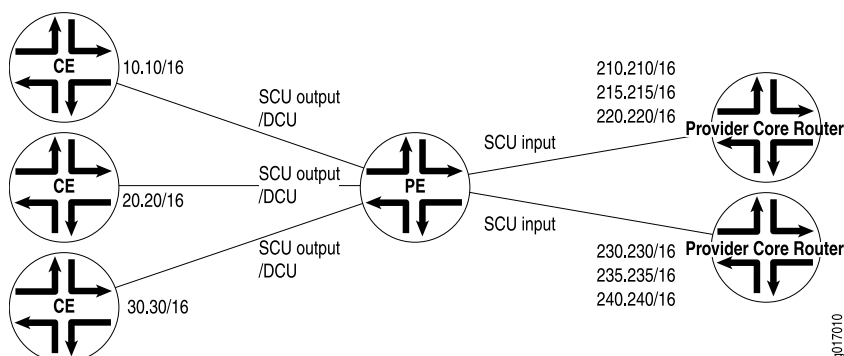 CE
10.10/16
SCU output
/DCU
CE
20.20/16
SCU output
/DCU
CE
30.30/16
SCU output
/DCU
PE
SCU input
SCU input
210.210/16
215.215/16
220.220/16
Provider Core Router
230.230/16
235.235/16
240.240/16
Provider Core Router
g017010